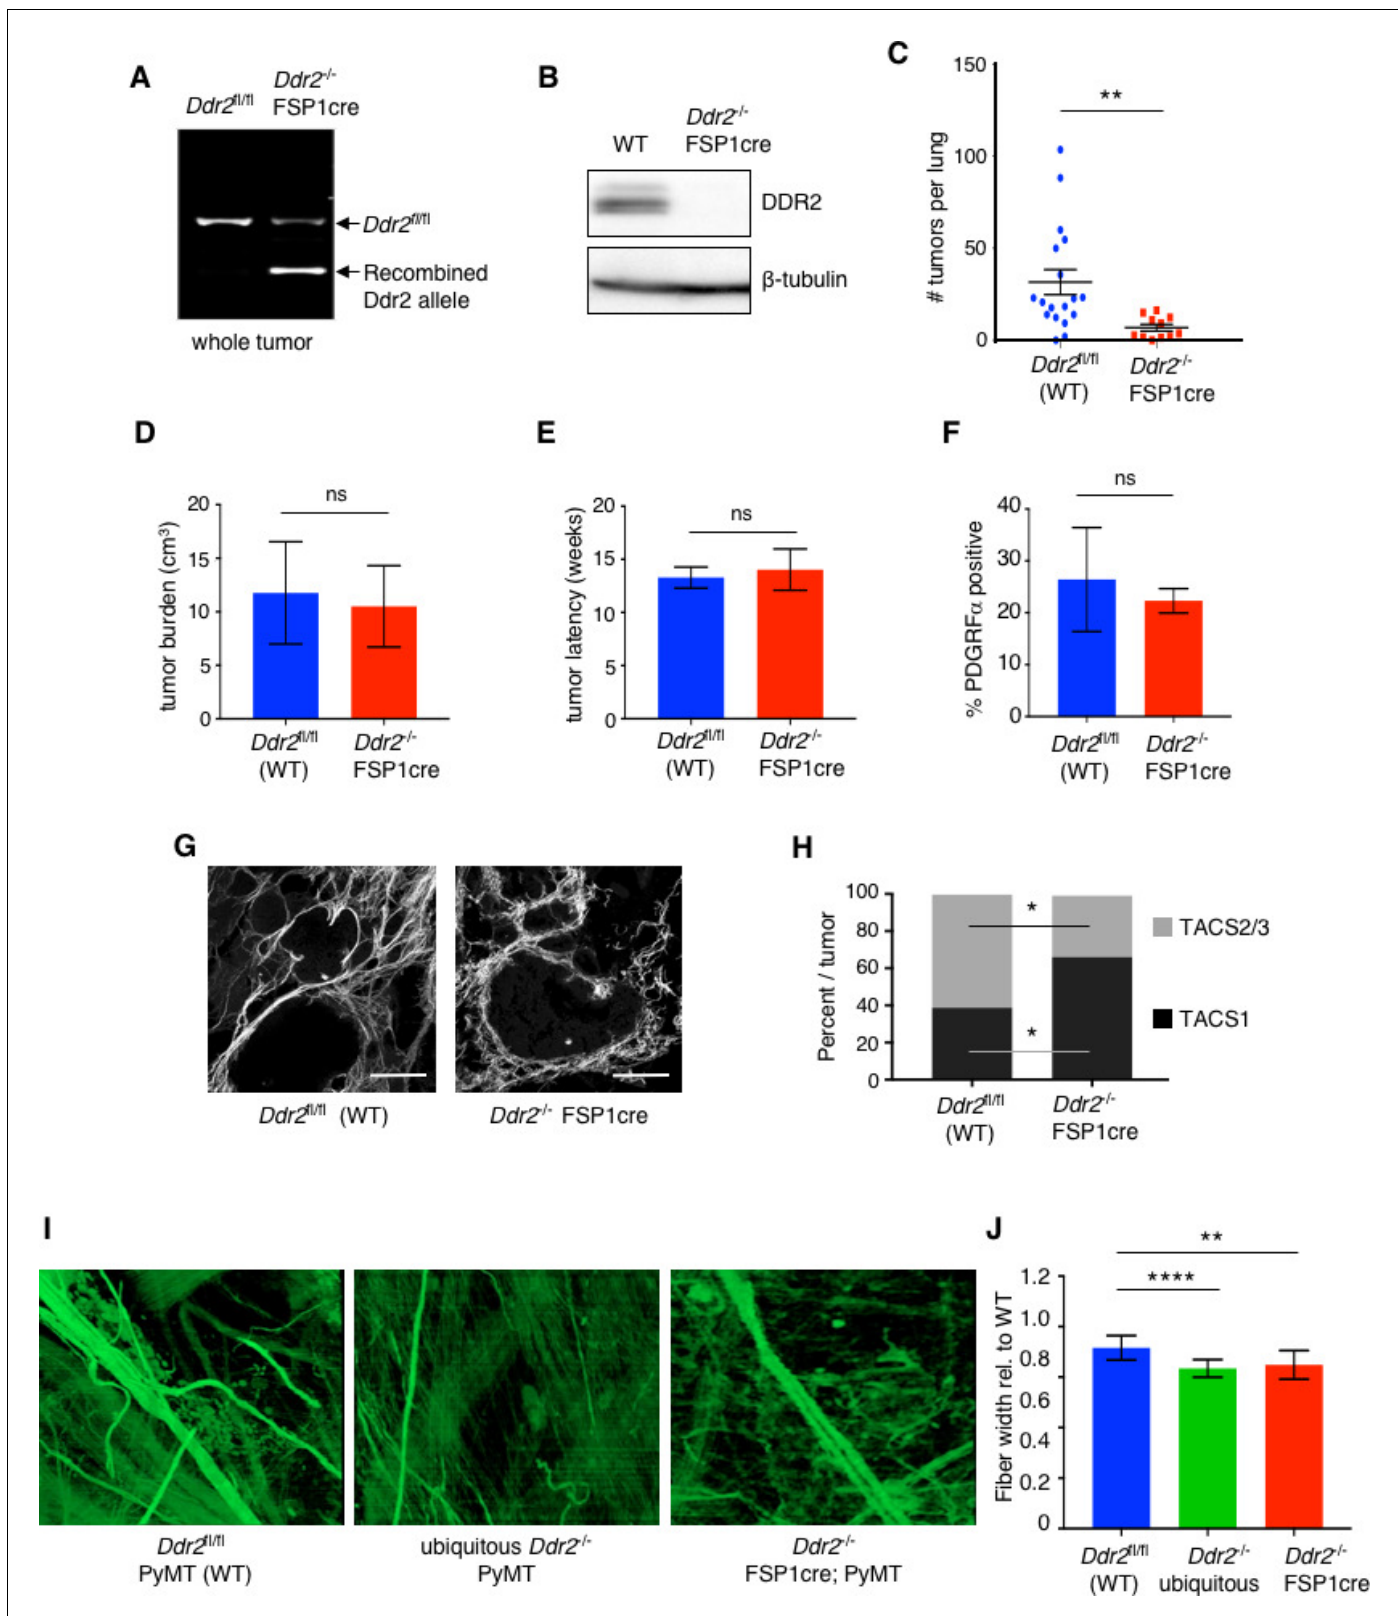 A
Ddr2fl/fl
Ddr2-/-
FSP1cre
Ddr2fl/fl
Recombined
Ddr2 allele
whole tumor
B
WT
Ddr2-/-
FSP1cre
DDR2
β-tubulin
C
# tumors per lung
150
100
50
0
**
Ddr2fl/fl
(WT)
Ddr2-/-
FSP1cre
D
tumor burden (cm3)
20
15
10
5
0
ns
Ddr2fl/fl
(WT)
Ddr2-/-
FSP1cre
E
tumor latency (weeks)
20
15
10
5
0
ns
Ddr2fl/fl
(WT)
Ddr2-/-
FSP1cre
F
% PDGRFα positive
40
30
20
10
0
ns
Ddr2fl/fl
(WT)
Ddr2-/-
FSP1cre
G
Ddr2fl/fl (WT)
Ddr2-/- FSP1cre
H
Percent / tumor
100
80
60
40
20
0
*
*
TACS2/3
TACS1
Ddr2fl/fl
(WT)
Ddr2-/-
FSP1cre
I
Ddr2fl/fl
PyMT (WT)
ubiquitous Ddr2-/-
PyMT
Ddr2-/-
FSP1cre; PyMT
J
Fiber width rel. to WT
1.2
1.0
0.8
0.6
0.4
0.2
0
**
****
Ddr2fl/fl
(WT)
Ddr2-/-
ubiquitous
Ddr2-/-
FSP1cre